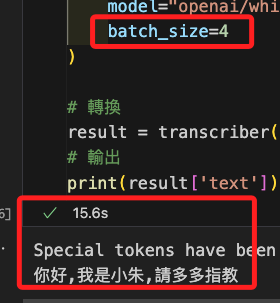 model="openai/whi
batch_size=4
)
# 轉換
result = transcriber(
# 輸出
print(result['text'])
6]
15.6s
Special tokens have been
你好,我是小朱,請多多指教